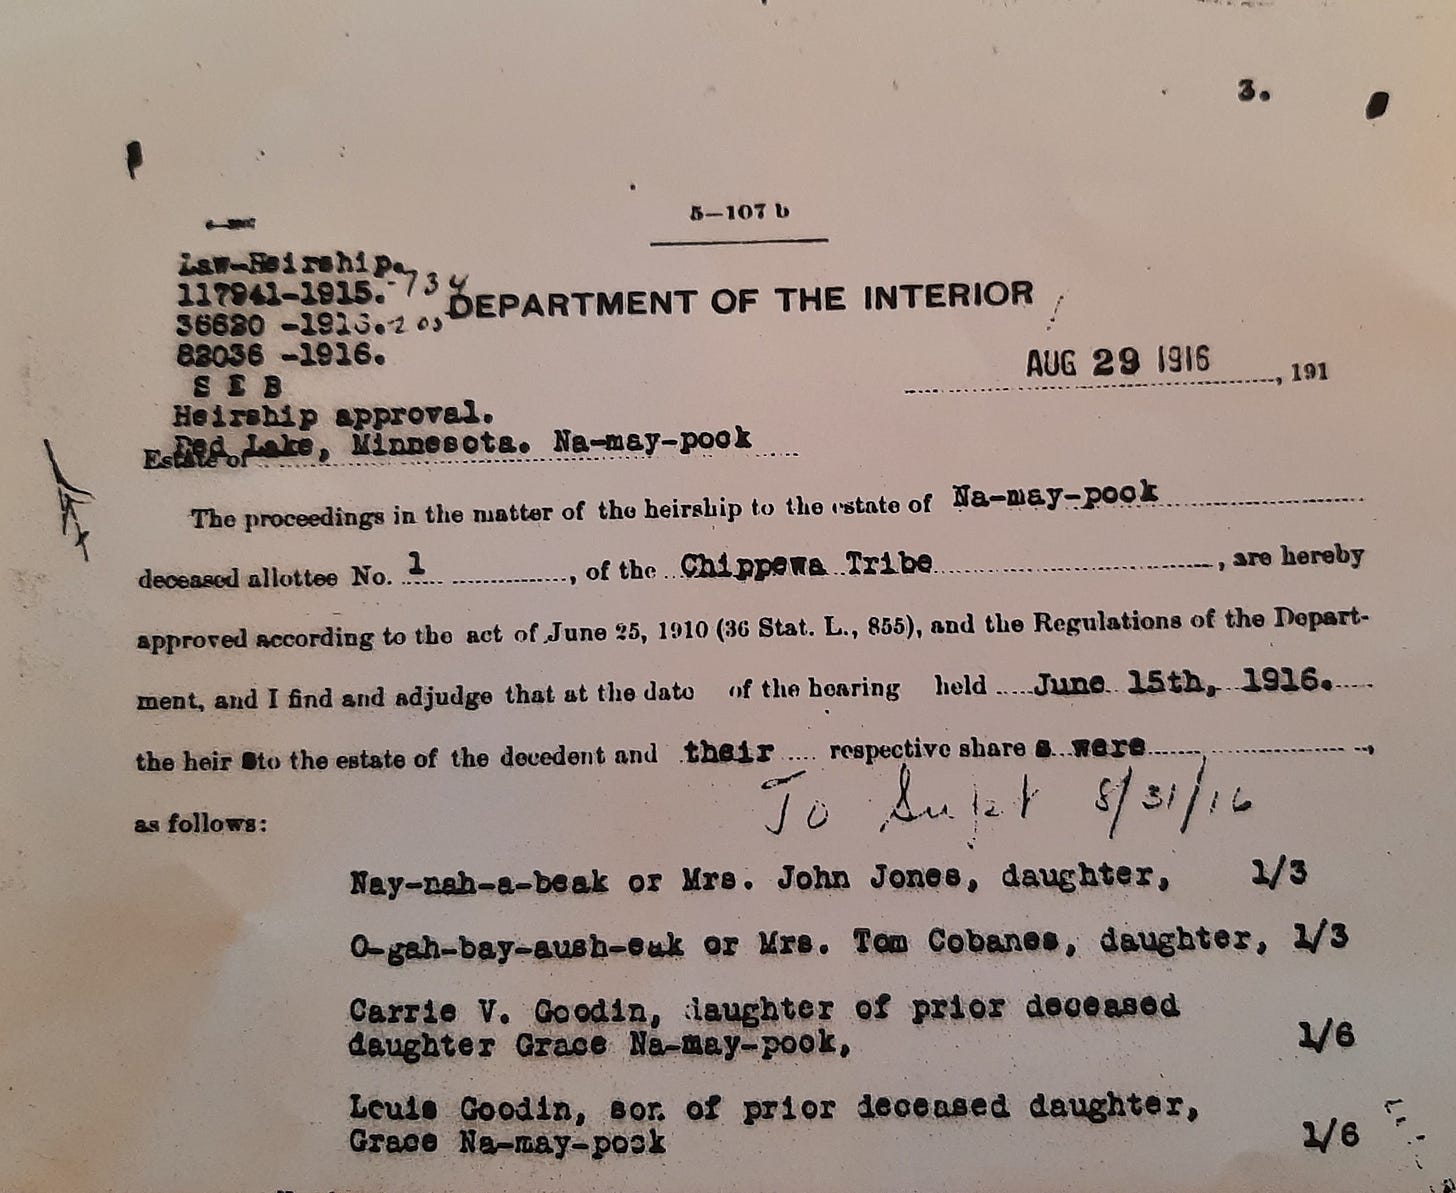 3.
5—107 b
Law-Heirship.
117941-1915. -734
DEPARTMENT OF THE INTERIOR
36620 -1916.
82036 -1916.
AUG 29 1916, 191
S E B
Heirship approval.
Red Lake, Minnesota. Na-may-pook
Estate of
The proceedings in the matter of the heirship to the estate of Na-may-pock
deceased allottee No. 1, of the Chippewa Tribe, are hereby
approved according to the act of June 25, 1910 (36 Stat. L., 855), and the Regulations of the Depart-
ment, and I find and adjudge that at the date of the hearing held June 15th, 1916.
the heir s to the estate of the decedent and their respective share s were,
To Supt 8/31/16
as follows:
Nay-nah-a-beak or Mrs. John Jones, daughter, 1/3
O-gah-bay-aush-eak or Mrs. Tom Cobanes, daughter, 1/3
Carrie V. Goodin, daughter of prior deceased
daughter Grace Na-may-pook,
1/6
Louis Goodin, son of prior deceased daughter,
Grace Na-may-pock
1/6